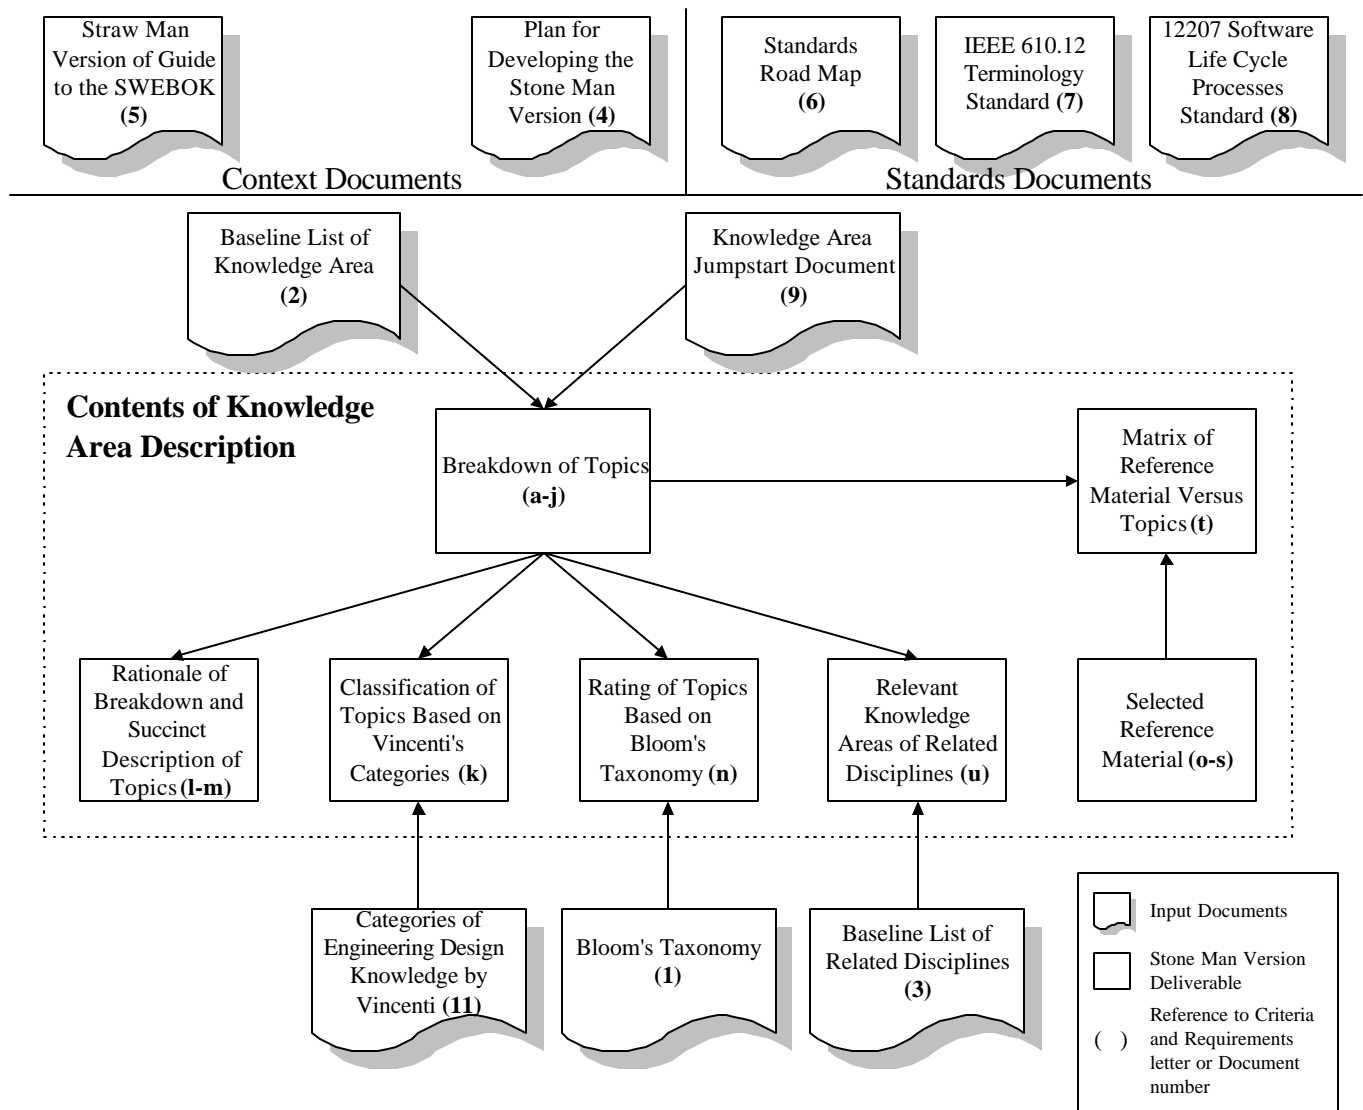 Straw Man
Version of Guide
to the SWEBOK
(5)
Plan for
Developing the
Stone Man
Version (4)
Standards
Road Map
(6)
IEEE 610.12
Terminology
Standard (7)
12207 Software
Life Cycle
Processes
Standard (8)
Context Documents
Standards Documents
Baseline List of
Knowledge Area
(2)
Knowledge Area
Jumpstart Document
(9)
Contents of Knowledge
Area Description
Breakdown of Topics
(a-j)
Matrix of
Reference
Material Versus
Topics (t)
Rationale of
Breakdown and
Succinct
Description of
Topics (l-m)
Classification of
Topics Based on
Vincenti's
Categories (k)
Rating of Topics
Based on
Bloom's
Taxonomy (n)
Relevant
Knowledge
Areas of Related
Disciplines (u)
Selected
Reference
Material (o-s)
Categories of
Engineering Design
Knowledge by
Vincenti (11)
Bloom's Taxonomy
(1)
Baseline List of
Related Disciplines
(3)
Input Documents
Stone Man Version
Deliverable
( )
Reference to Criteria
and Requirements
letter or Document
number